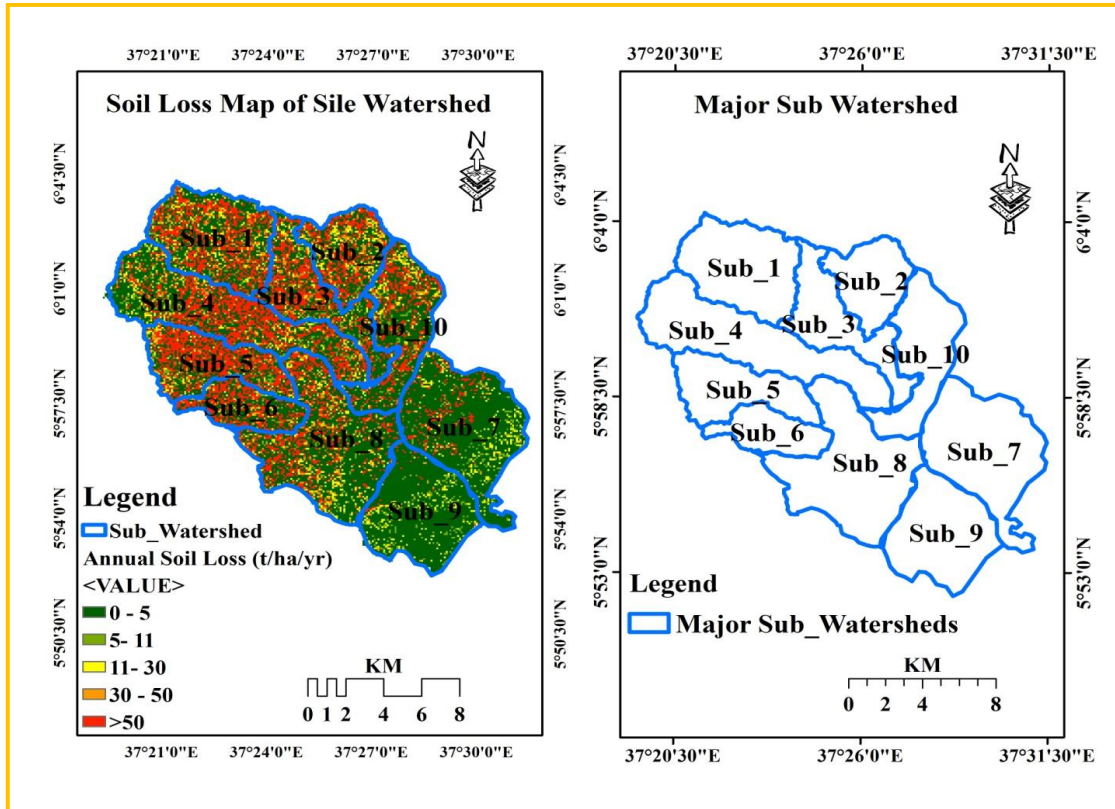 37°21'0"E 37°24'0"E 37°27'0"E 37°30'0"E
Soil Loss Map of Sile Watershed
N
6°4'30"N
6°1'0"N
5°57'30"N
5°54'0"N
5°50'30"N
6°4'30"N
6°1'0"N
5°57'30"N
5°54'0"N
5°50'30"N
Sub_1
Sub_2
Sub_3
Sub_4
Sub_10
Sub_5
Sub_6
Sub_7
Sub_8
Sub_9
Legend
Sub_Watershed
Annual Soil Loss (t/ha/yr)
<VALUE>
0 - 5
5- 11
11- 30
30 - 50
>50
KM
0 1 2 4 6 8
37°21'0"E 37°24'0"E 37°27'0"E 37°30'0"E
37°20'30"E 37°26'0"E 37°31'30"E
Major Sub Watershed
N
6°4'0"N
5°58'30"N
5°53'0"N
6°4'0"N
5°58'30"N
5°53'0"N
Sub_1
Sub_2
Sub_3
Sub_4
Sub_10
Sub_5
Sub_6
Sub_7
Sub_8
Sub_9
Legend
Major Sub_Watersheds
KM
0 2 4 6 8
37°20'30"E 37°26'0"E 37°31'30"E